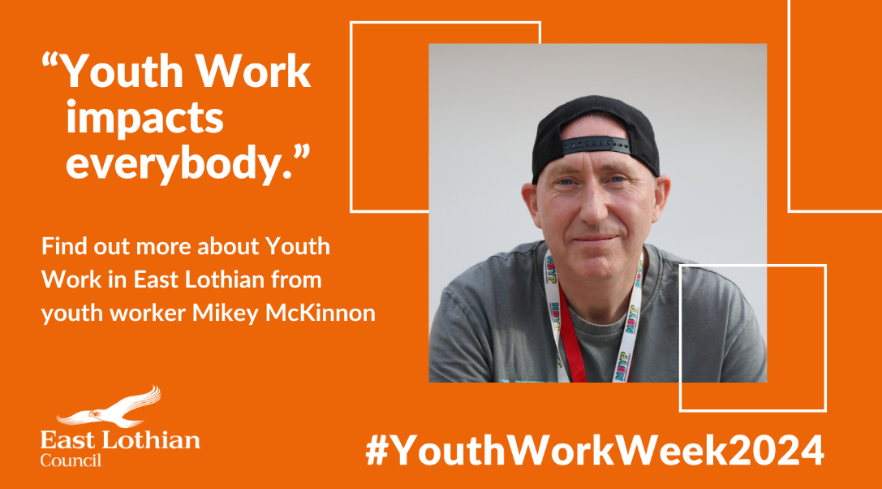 “Youth Work
impacts
everybody.”
Find out more about Youth
Work in East Lothian from
youth worker Mikey McKinnon
East Lothian
Council
#YouthWorkWeek2024